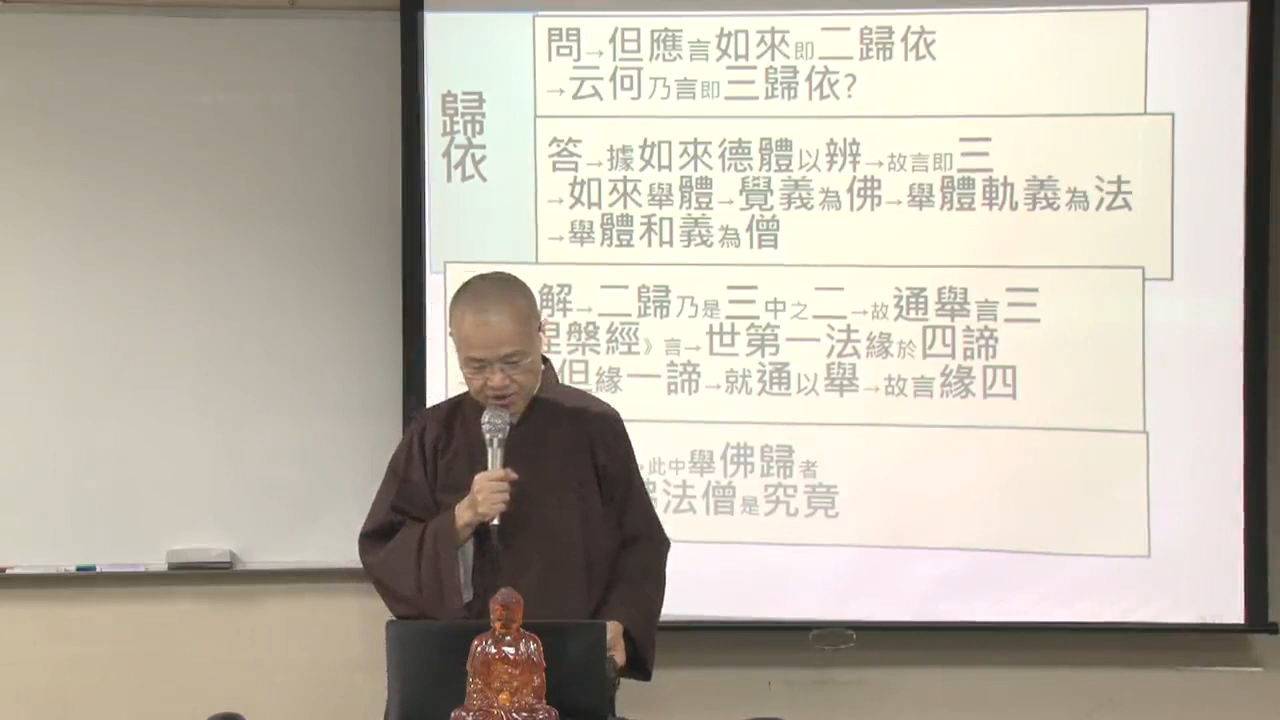 歸依
問→但應言如來即二歸依
→云何乃言即三歸依?
答→據如來德體以辨→故言即三
→如來舉體→覺義為佛→舉體軌義為法
→舉體和義為僧
解→二歸乃是三中之二→故通舉言三
涅槃經》言→世第一法緣於四諦
但緣一諦→就通以舉→故言緣四
此中舉佛歸者
法僧是究竟